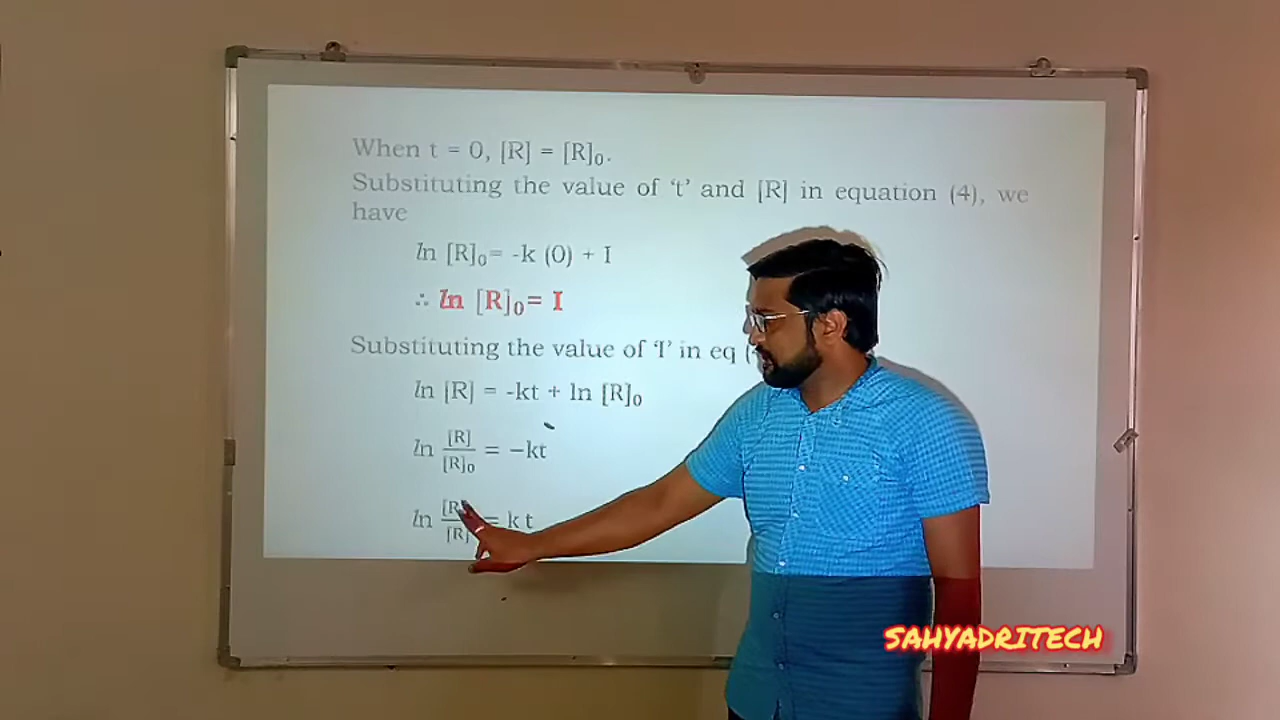 When t = 0, [R] = [R]₀.
Substituting the value of ‘t’ and [R] in equation (4), we
have
ln [R]₀= -k (0) + I
∴ ln [R]₀= I
Substituting the value of ‘I’ in eq
ln [R] = -kt + ln [R]₀
ln [R]/[R]₀ = −kt
ln [R]/[R] = k t
SAHYADRITECH